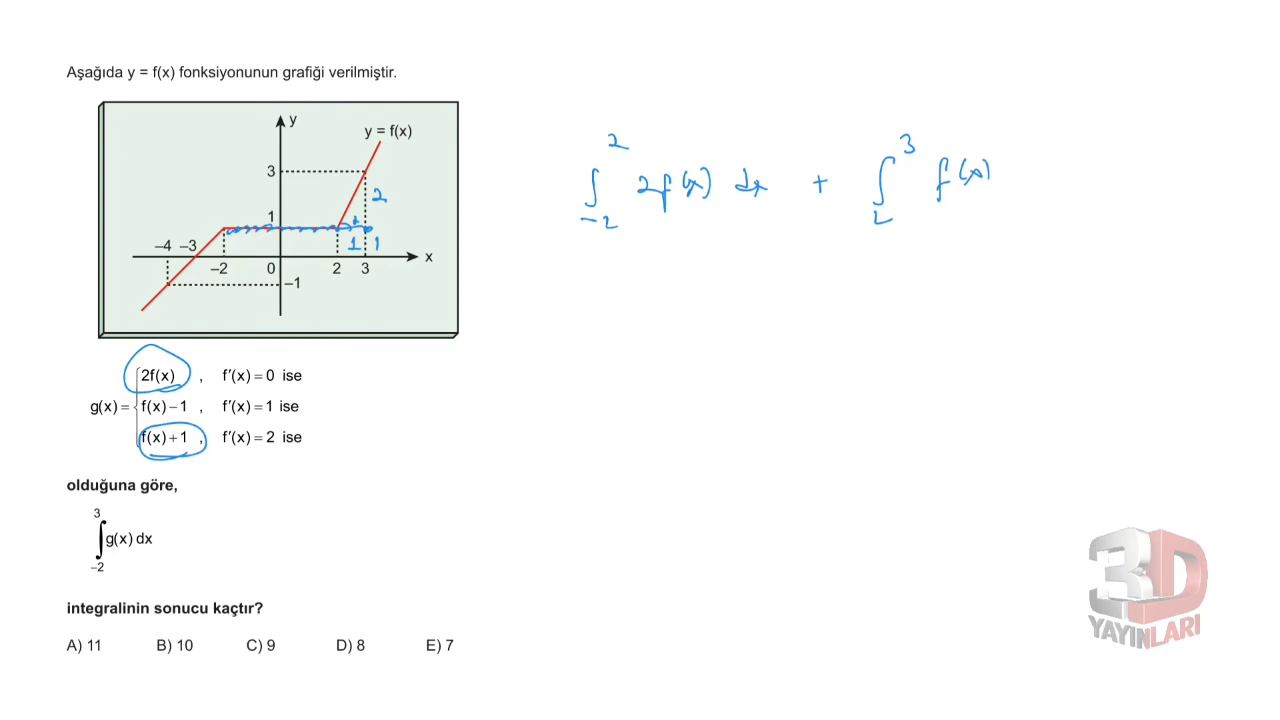 Aşağıda y = f(x) fonksiyonunun grafiği verilmiştir.
y
y = f(x)
3
2
1
–4 –3
1 1
x
–2 0 2 3
–1
2
∫ 2f(x) dx + ∫ f(x)
–2
3
2
2f(x) , f′(x) = 0 ise
g(x) = f(x) – 1 , f′(x) = 1 ise
f(x) + 1 , f′(x) = 2 ise
olduğuna göre,
3
∫ g(x) dx
–2
integralinin sonucu kaçtır?
A) 11 B) 10 C) 9 D) 8 E) 7
3D
YAYINLARI